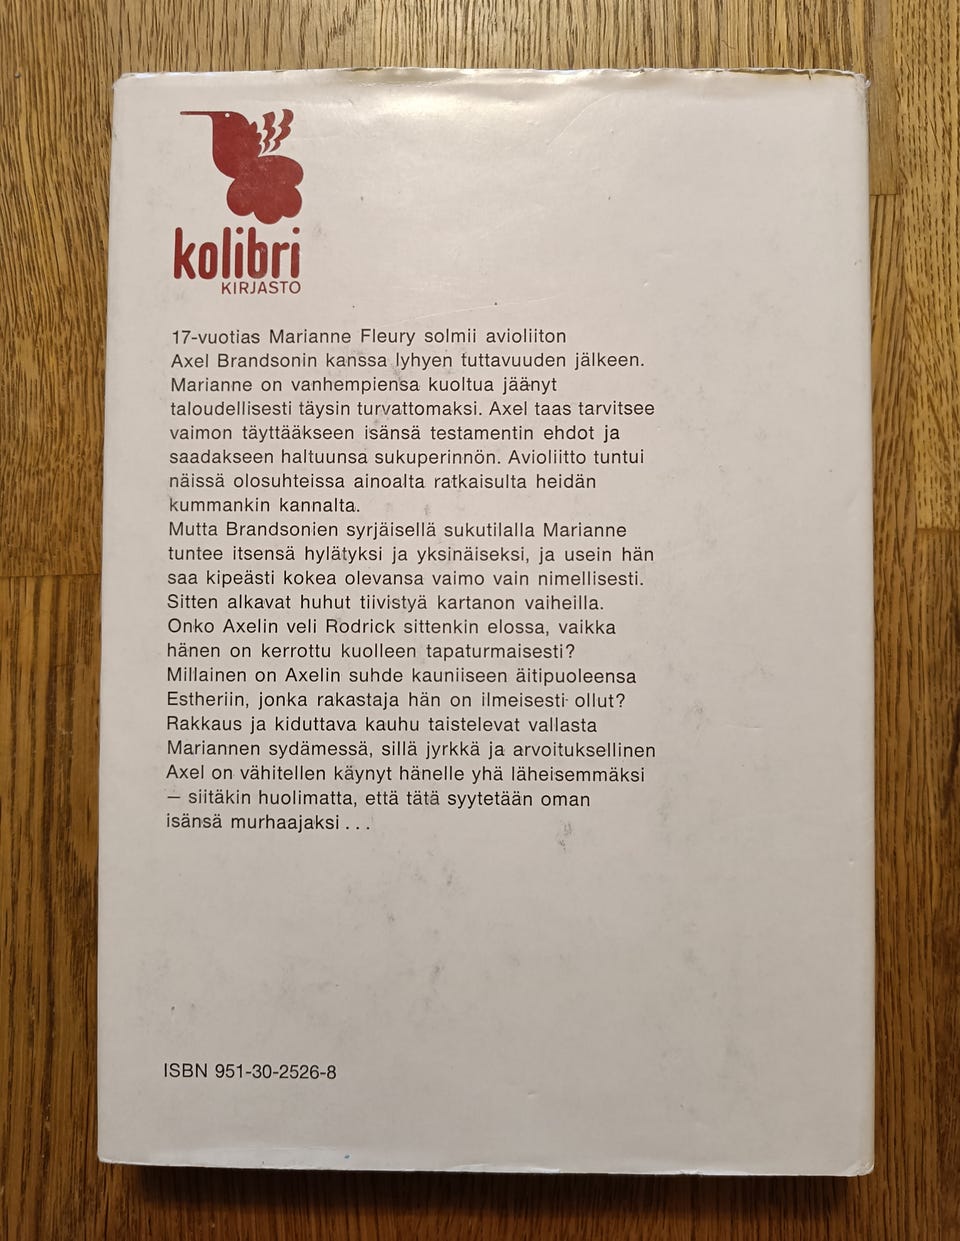 kolibri
KIRJASTO
17-vuotias Marianne Fleury solmii avioliiton
Axel Brandsonin kanssa lyhyen tuttavuuden jälkeen.
Marianne on vanhempiensa kuoltua jäänyt
taloudellisesti täysin turvattomaksi. Axel taas tarvitsee
vaimon täyttääkseen isänsä testamentin ehdot ja
saadakseen haltuunsa sukuperinnön. Avioliitto tuntui
näissä olosuhteissa ainoalta ratkaisulta heidän
kummankin kannalta.
Mutta Brandsonien syrjäisellä sukutilalla Marianne
tuntee itsensä hylätyksi ja yksinäiseksi, ja usein hän
saa kipeästi kokea olevansa vaimo vain nimellisesti.
Sitten alkavat huhut tiivistyä kartanon vaiheilla.
Onko Axelin veli Rodrick sittenkin elossa, vaikka
hänen on kerrottu kuolleen tapaturmaisesti?
Millainen on Axelin suhde kauniiseen äitipuoleensa
Estheriin, jonka rakastaja hän on ilmeisesti ollut?
Rakkaus ja kiduttava kauhu taistelevat vallasta
Mariannen sydämessä, sillä jyrkkä ja arvoituksellinen
Axel on vähitellen käynyt hänelle yhä läheisemmäksi
— siitäkin huolimatta, että tätä syytetään oman
isänsä murhaajaksi . . .
ISBN 951-30-2526-8